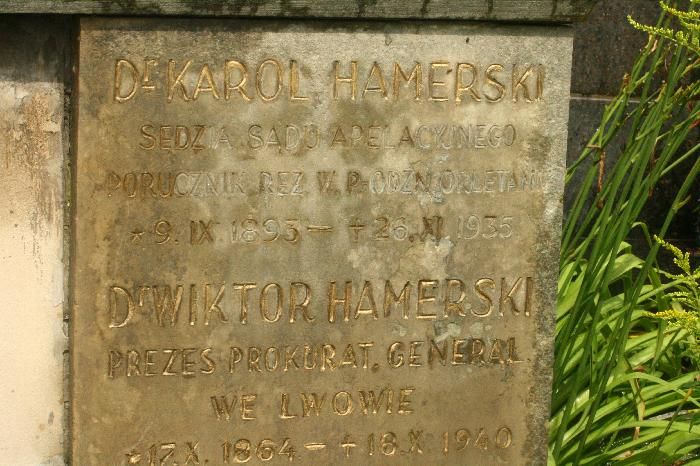 Dr KAROL HAMERSKI
SĘDZIA SĄDU APELACYJNEGO
PORUCZNIK REZ. W. P. ODZN. ORLĘTAMI
* 9. IX 1893 — † 26. XI. 1935
Dr WIKTOR HAMERSKI
PREZES PROKURAT. GENERAL.
WE LWOWIE
* 17. X. 1864 — † 18. X 1940